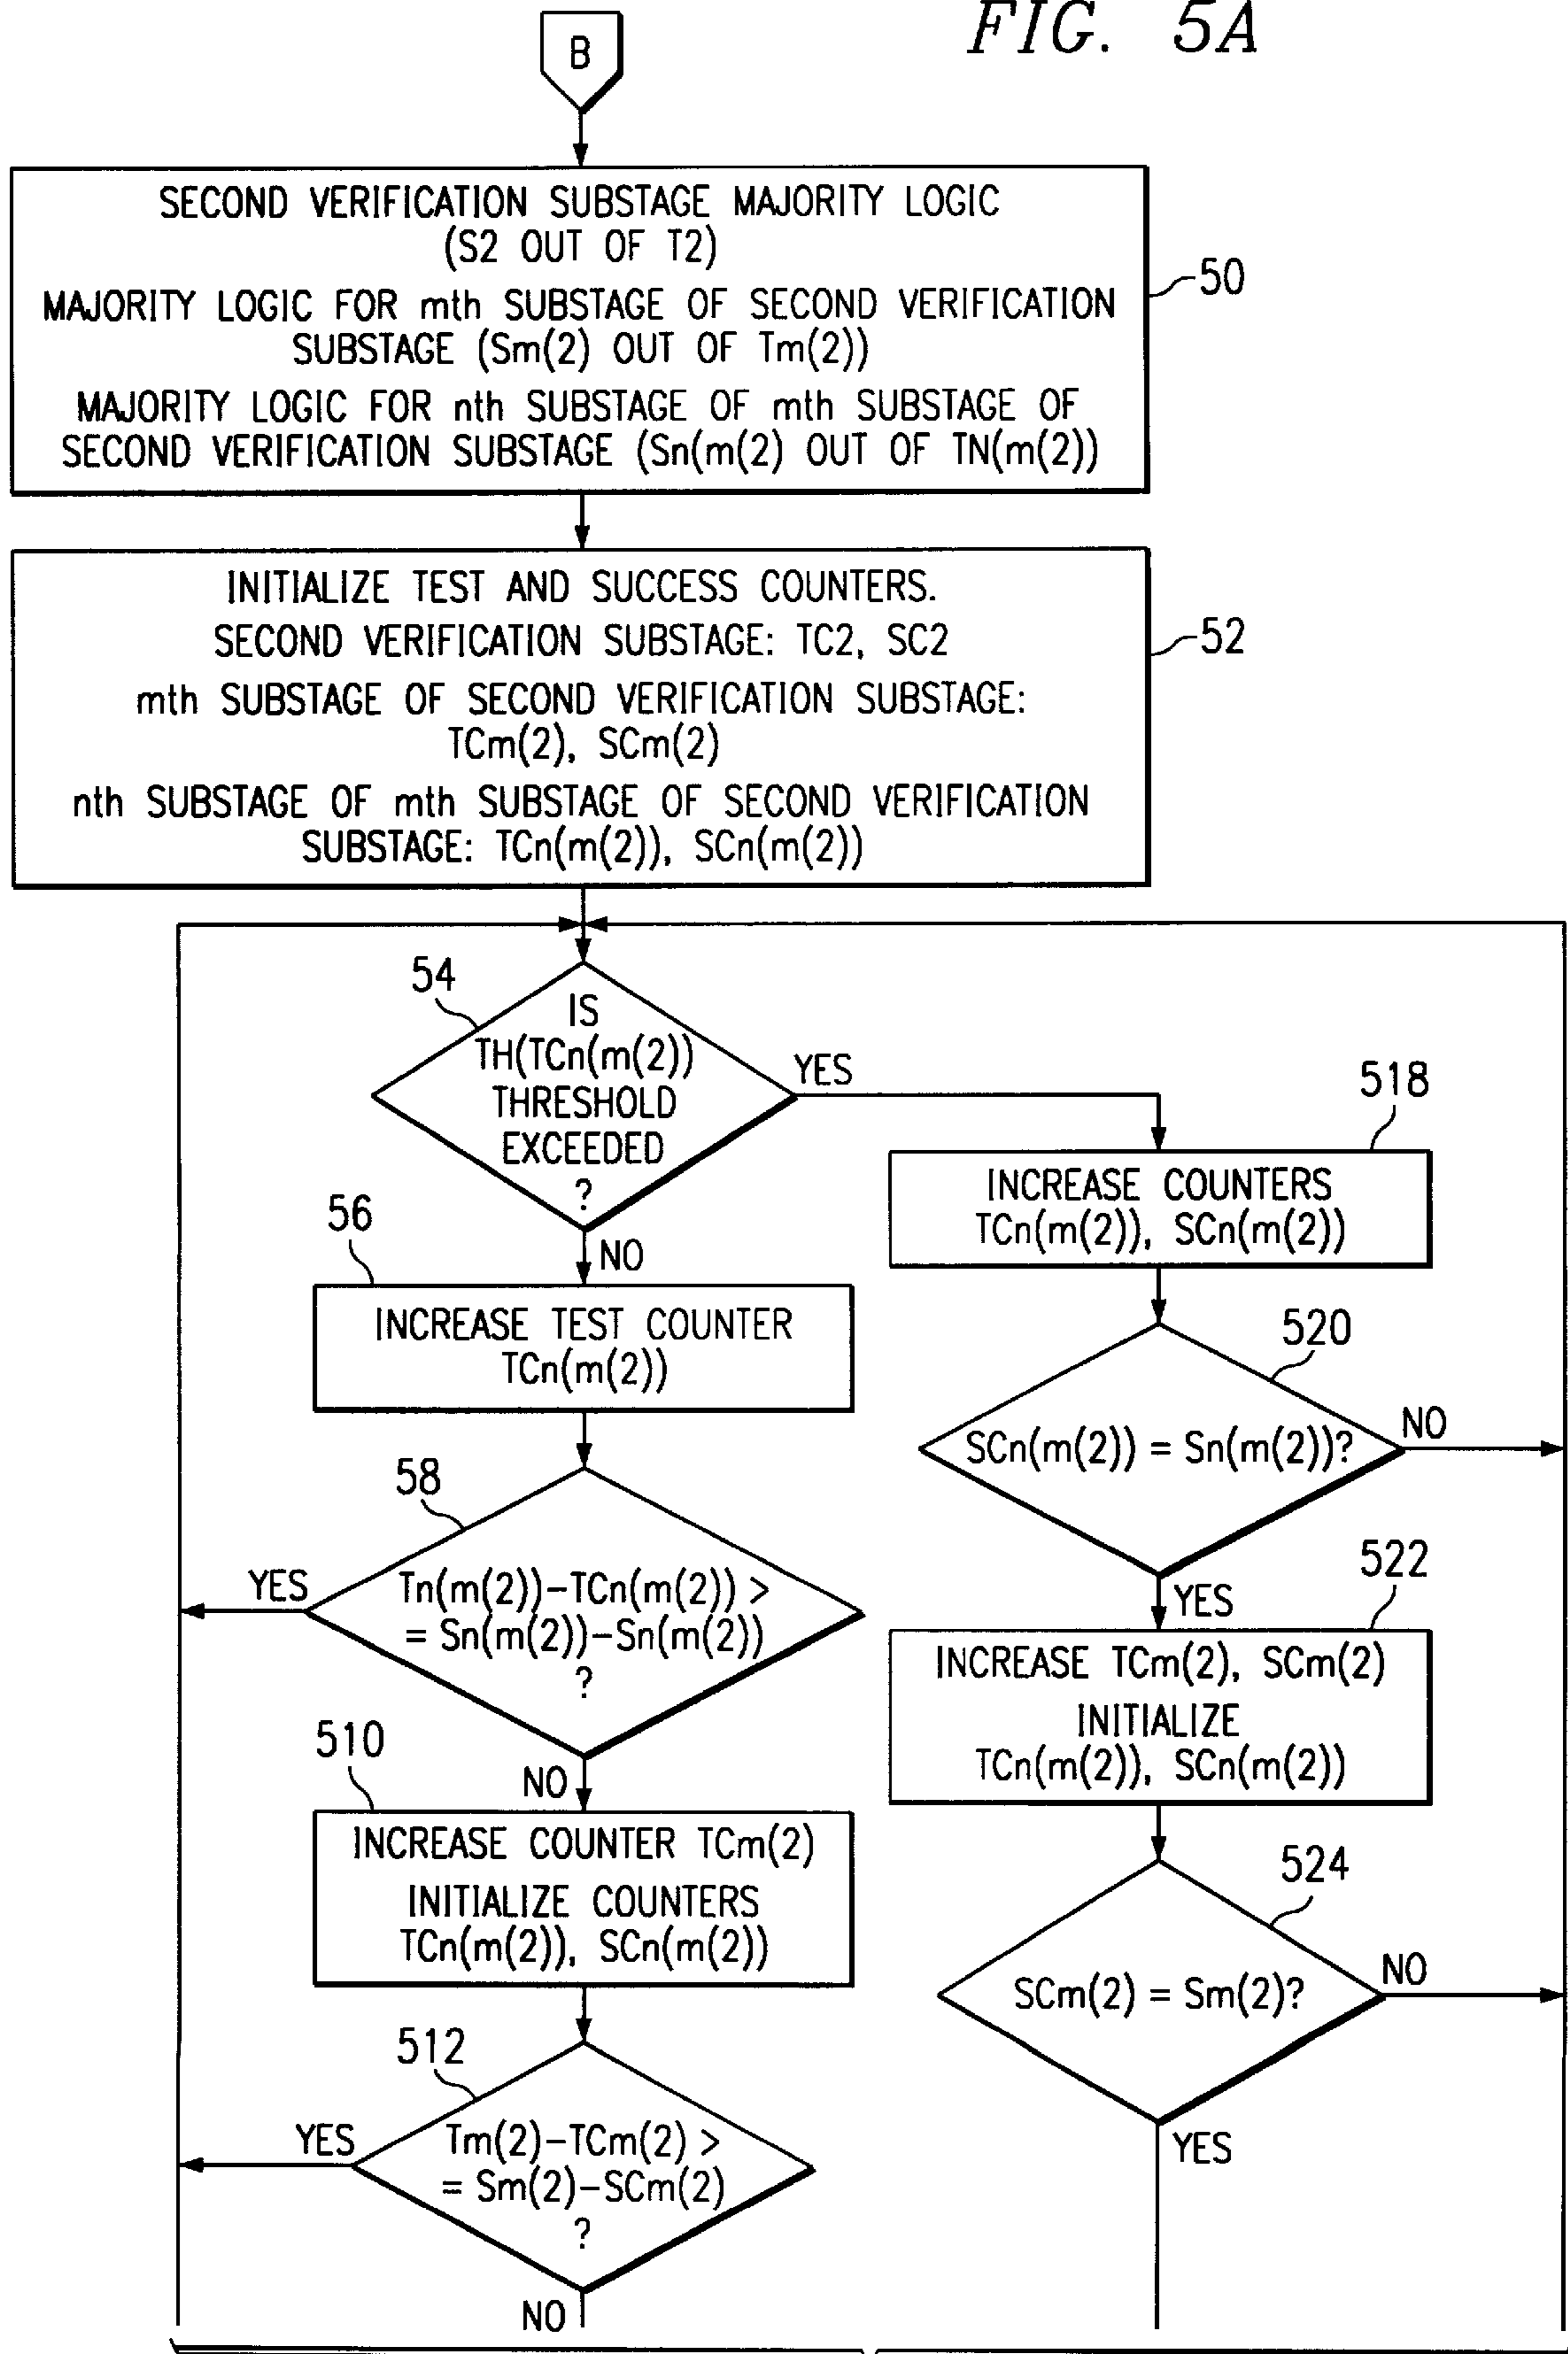 FIG. 5A
B
SECOND VERIFICATION SUBSTAGE MAJORITY LOGIC
(S2 OUT OF T2)
MAJORITY LOGIC FOR mth SUBSTAGE OF SECOND VERIFICATION
SUBSTAGE (Sm(2) OUT OF Tm(2))
MAJORITY LOGIC FOR nth SUBSTAGE OF mth SUBSTAGE OF
SECOND VERIFICATION SUBSTAGE (Sn(m(2) OUT OF TN(m(2))
50
INITIALIZE TEST AND SUCCESS COUNTERS.
SECOND VERIFICATION SUBSTAGE: TC2, SC2
mth SUBSTAGE OF SECOND VERIFICATION SUBSTAGE:
TCm(2), SCm(2)
nth SUBSTAGE OF mth SUBSTAGE OF SECOND VERIFICATION
SUBSTAGE: TCn(m(2)), SCn(m(2))
52
54
IS
TH(TCn(m(2))
THRESHOLD
EXCEEDED
?
YES
NO
56
INCREASE TEST COUNTER
TCn(m(2))
58
Tn(m(2))-TCn(m(2)) >
= Sn(m(2))-Sn(m(2))
?
YES
NO
510
INCREASE COUNTER TCm(2)
INITIALIZE COUNTERS
TCn(m(2)), SCn(m(2))
512
Tm(2)-TCm(2) >
= Sm(2)-SCm(2)
?
YES
NO
518
INCREASE COUNTERS
TCn(m(2)), SCn(m(2))
520
SCn(m(2)) = Sn(m(2))?
NO
YES
522
INCREASE TCm(2), SCm(2)
INITIALIZE
TCn(m(2)), SCn(m(2))
524
SCm(2) = Sm(2)?
NO
YES